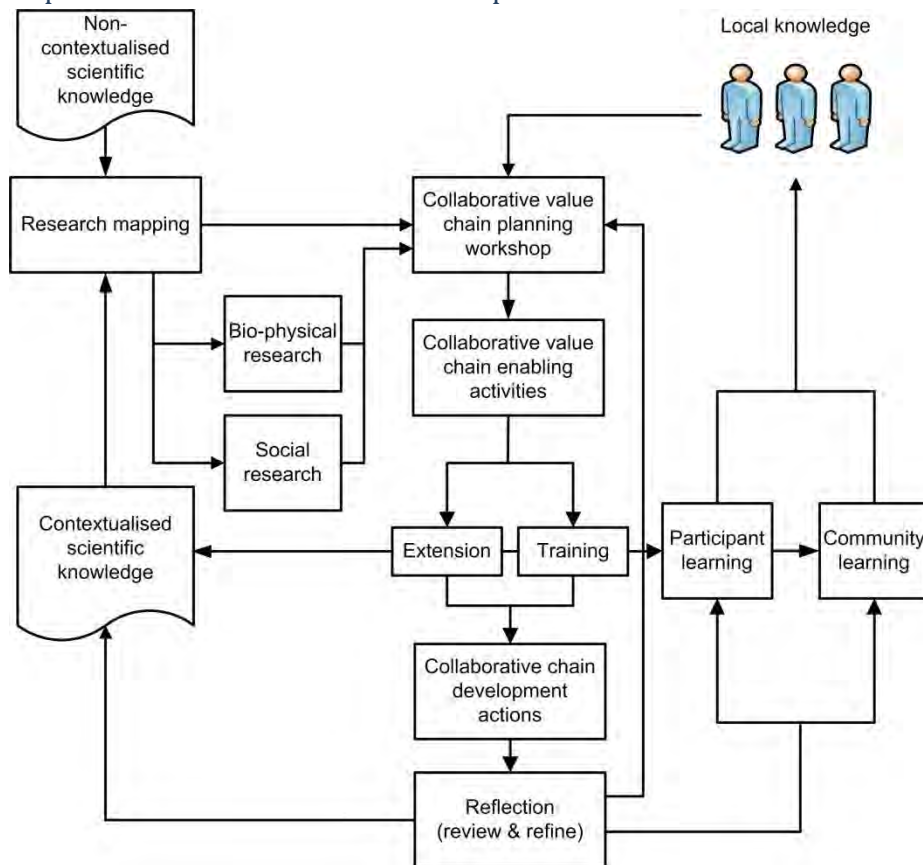 Non-
contextualised
scientific
knowledge
Local knowledge
Research mapping
Collaborative value
chain planning
workshop
Bio-physical
research
Collaborative value
chain enabling
activities
Social
research
Contextualised
scientific
knowledge
Extension
Training
Participant
learning
Community
learning
Collaborative chain
development
actions
Reflection
(review & refine)